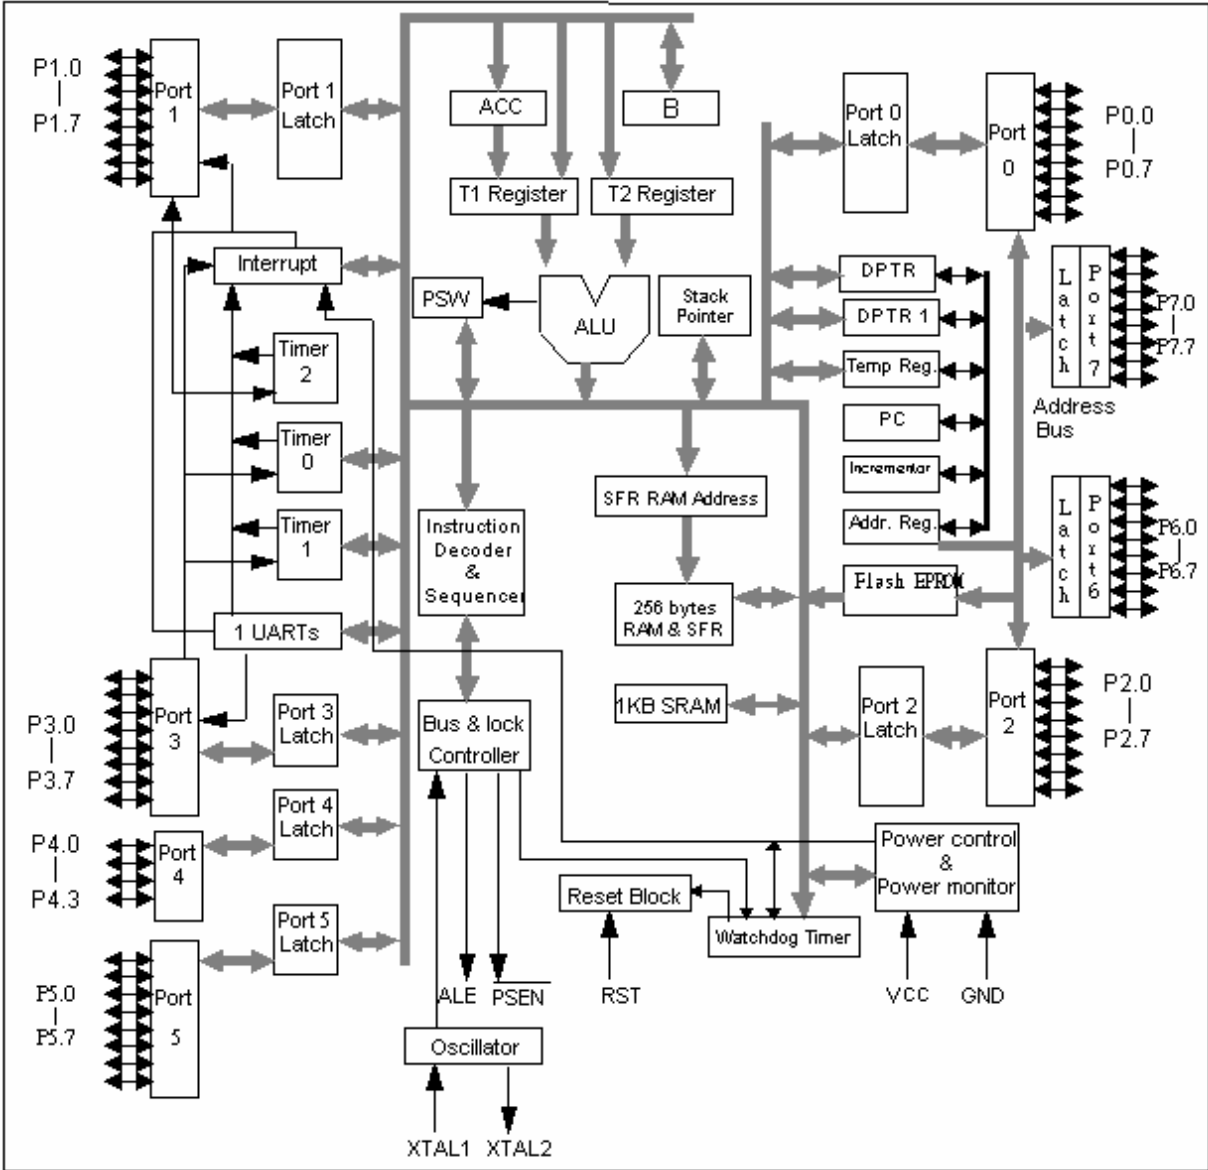 P1.0
P1.7
Port
1
Port 1
Latch
ACC
B
T1 Register
T2 Register
Port 0
Latch
Port
0
P0.0
P0.7
Interrupt
PSW
ALU
Stack
Pointer
DPTR
DPTR 1
Temp Reg.
PC
Incrementor
Addr. Reg.
Latch
Port 7
P7.0
P7.7
Address
Bus
Timer
2
Timer
0
Timer
1
1 UARTs
Instruction
Decoder
&
Sequencer
SFR RAM Address
256 bytes
RAM & SFR
Flash EPROM
Latch
Port6
P6.0
P6.7
1KB SRAM
P3.0
P3.7
Port
3
Port 3
Latch
Bus & lock
Controller
Port 2
Latch
Port
2
P2.0
P2.7
P4.0
P4.3
Port
4
Port 4
Latch
Power control
&
Power monitor
Reset Block
Watchdog Timer
Port 5
Latch
P5.0
P5.7
Port
5
ALE
PSEN
RST
VCC
GND
Oscillator
XTAL1
XTAL2